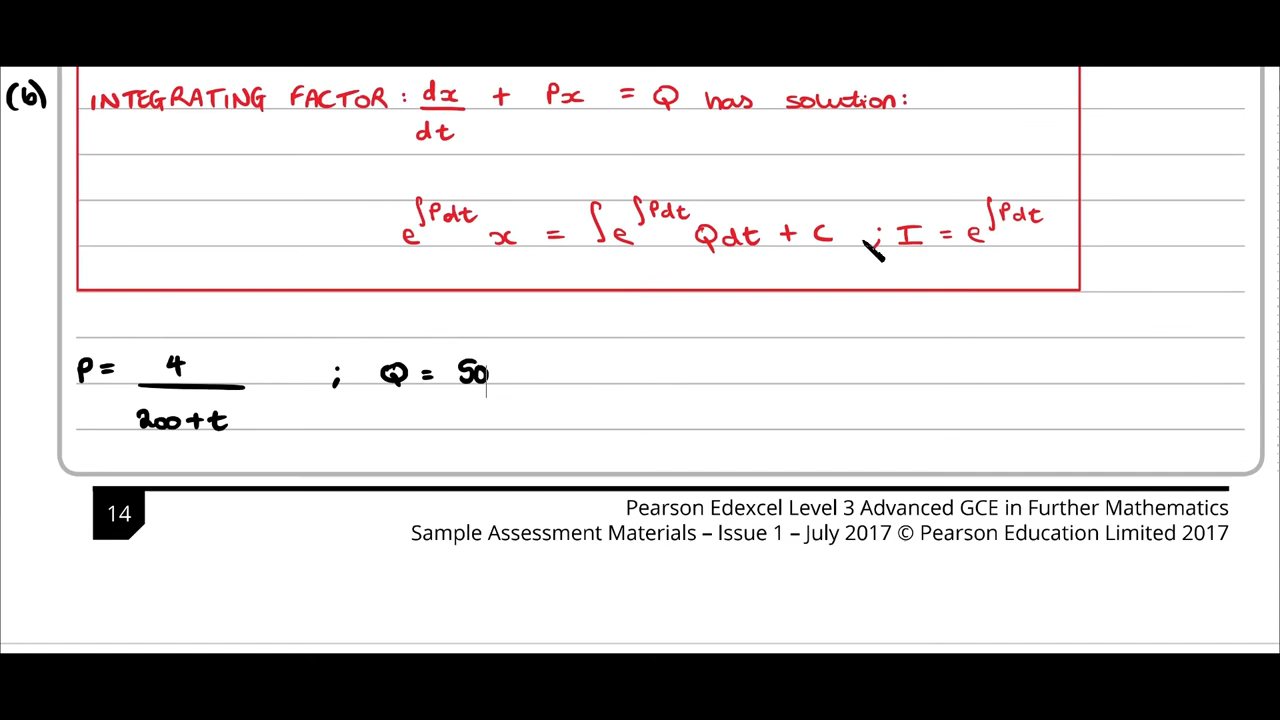 (b) INTEGRATING FACTOR: dx/dt + Px = Q has solution:
e^∫Pdt x = ∫e^∫Pdt Qdt + C ; I = e^∫Pdt
P = 4/(200+t) ; Q = 50
14
Pearson Edexcel Level 3 Advanced GCE in Further Mathematics
Sample Assessment Materials – Issue 1 – July 2017 © Pearson Education Limited 2017